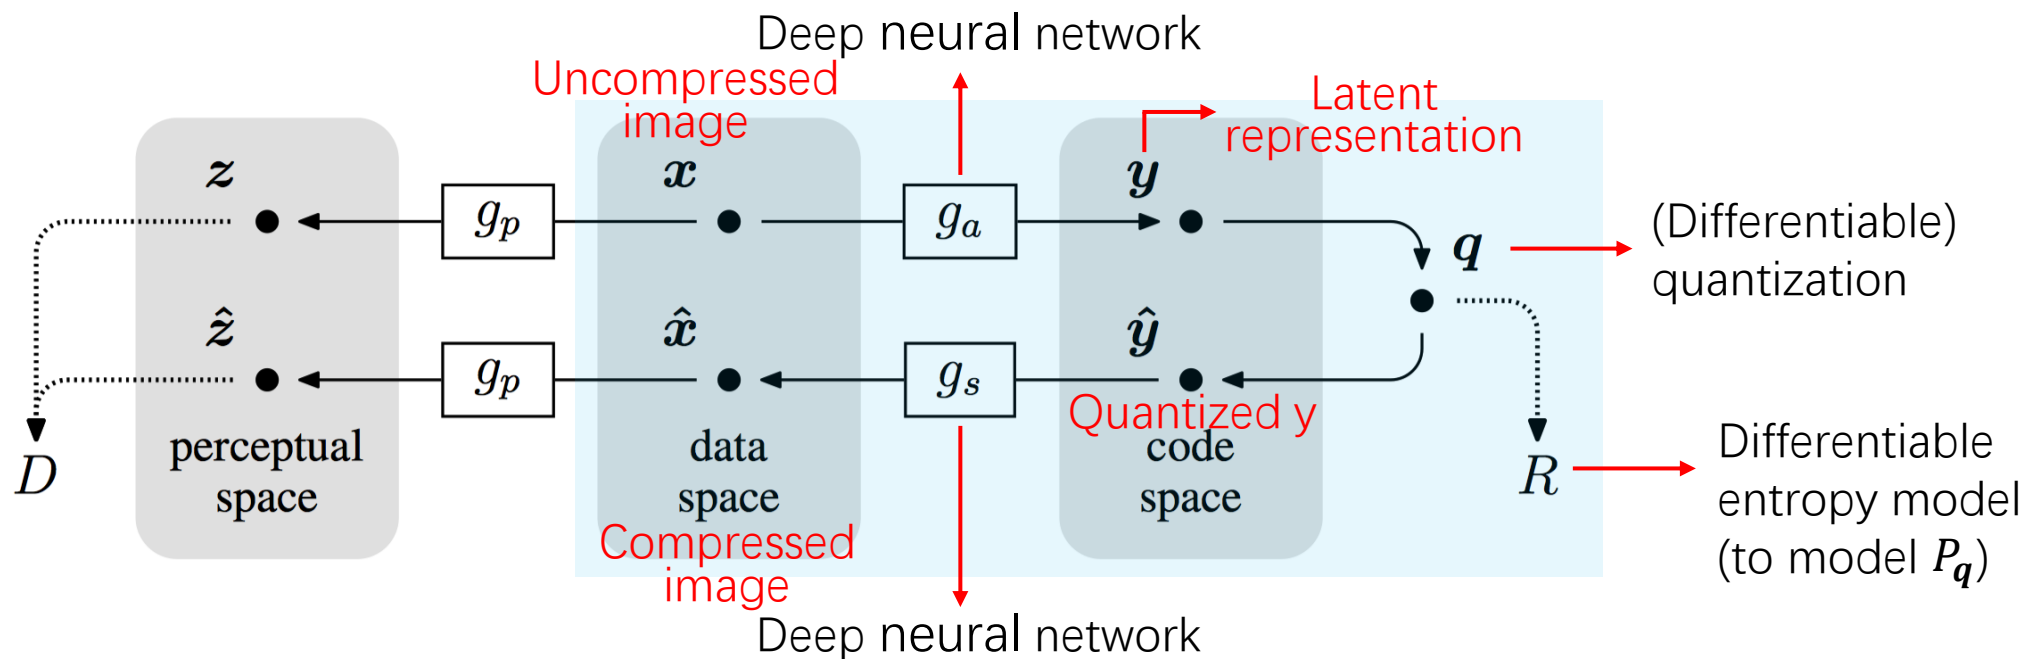 Deep neural network
Uncompressed
image
Latent
representation
z
x
y
g_p
g_a
q
(Differentiable)
quantization
ẑ
x̂
ŷ
g_p
g_s
Quantized y
D
perceptual
space
data
space
code
space
R
Differentiable
entropy model
(to model P_q)
Compressed
image
Deep neural network